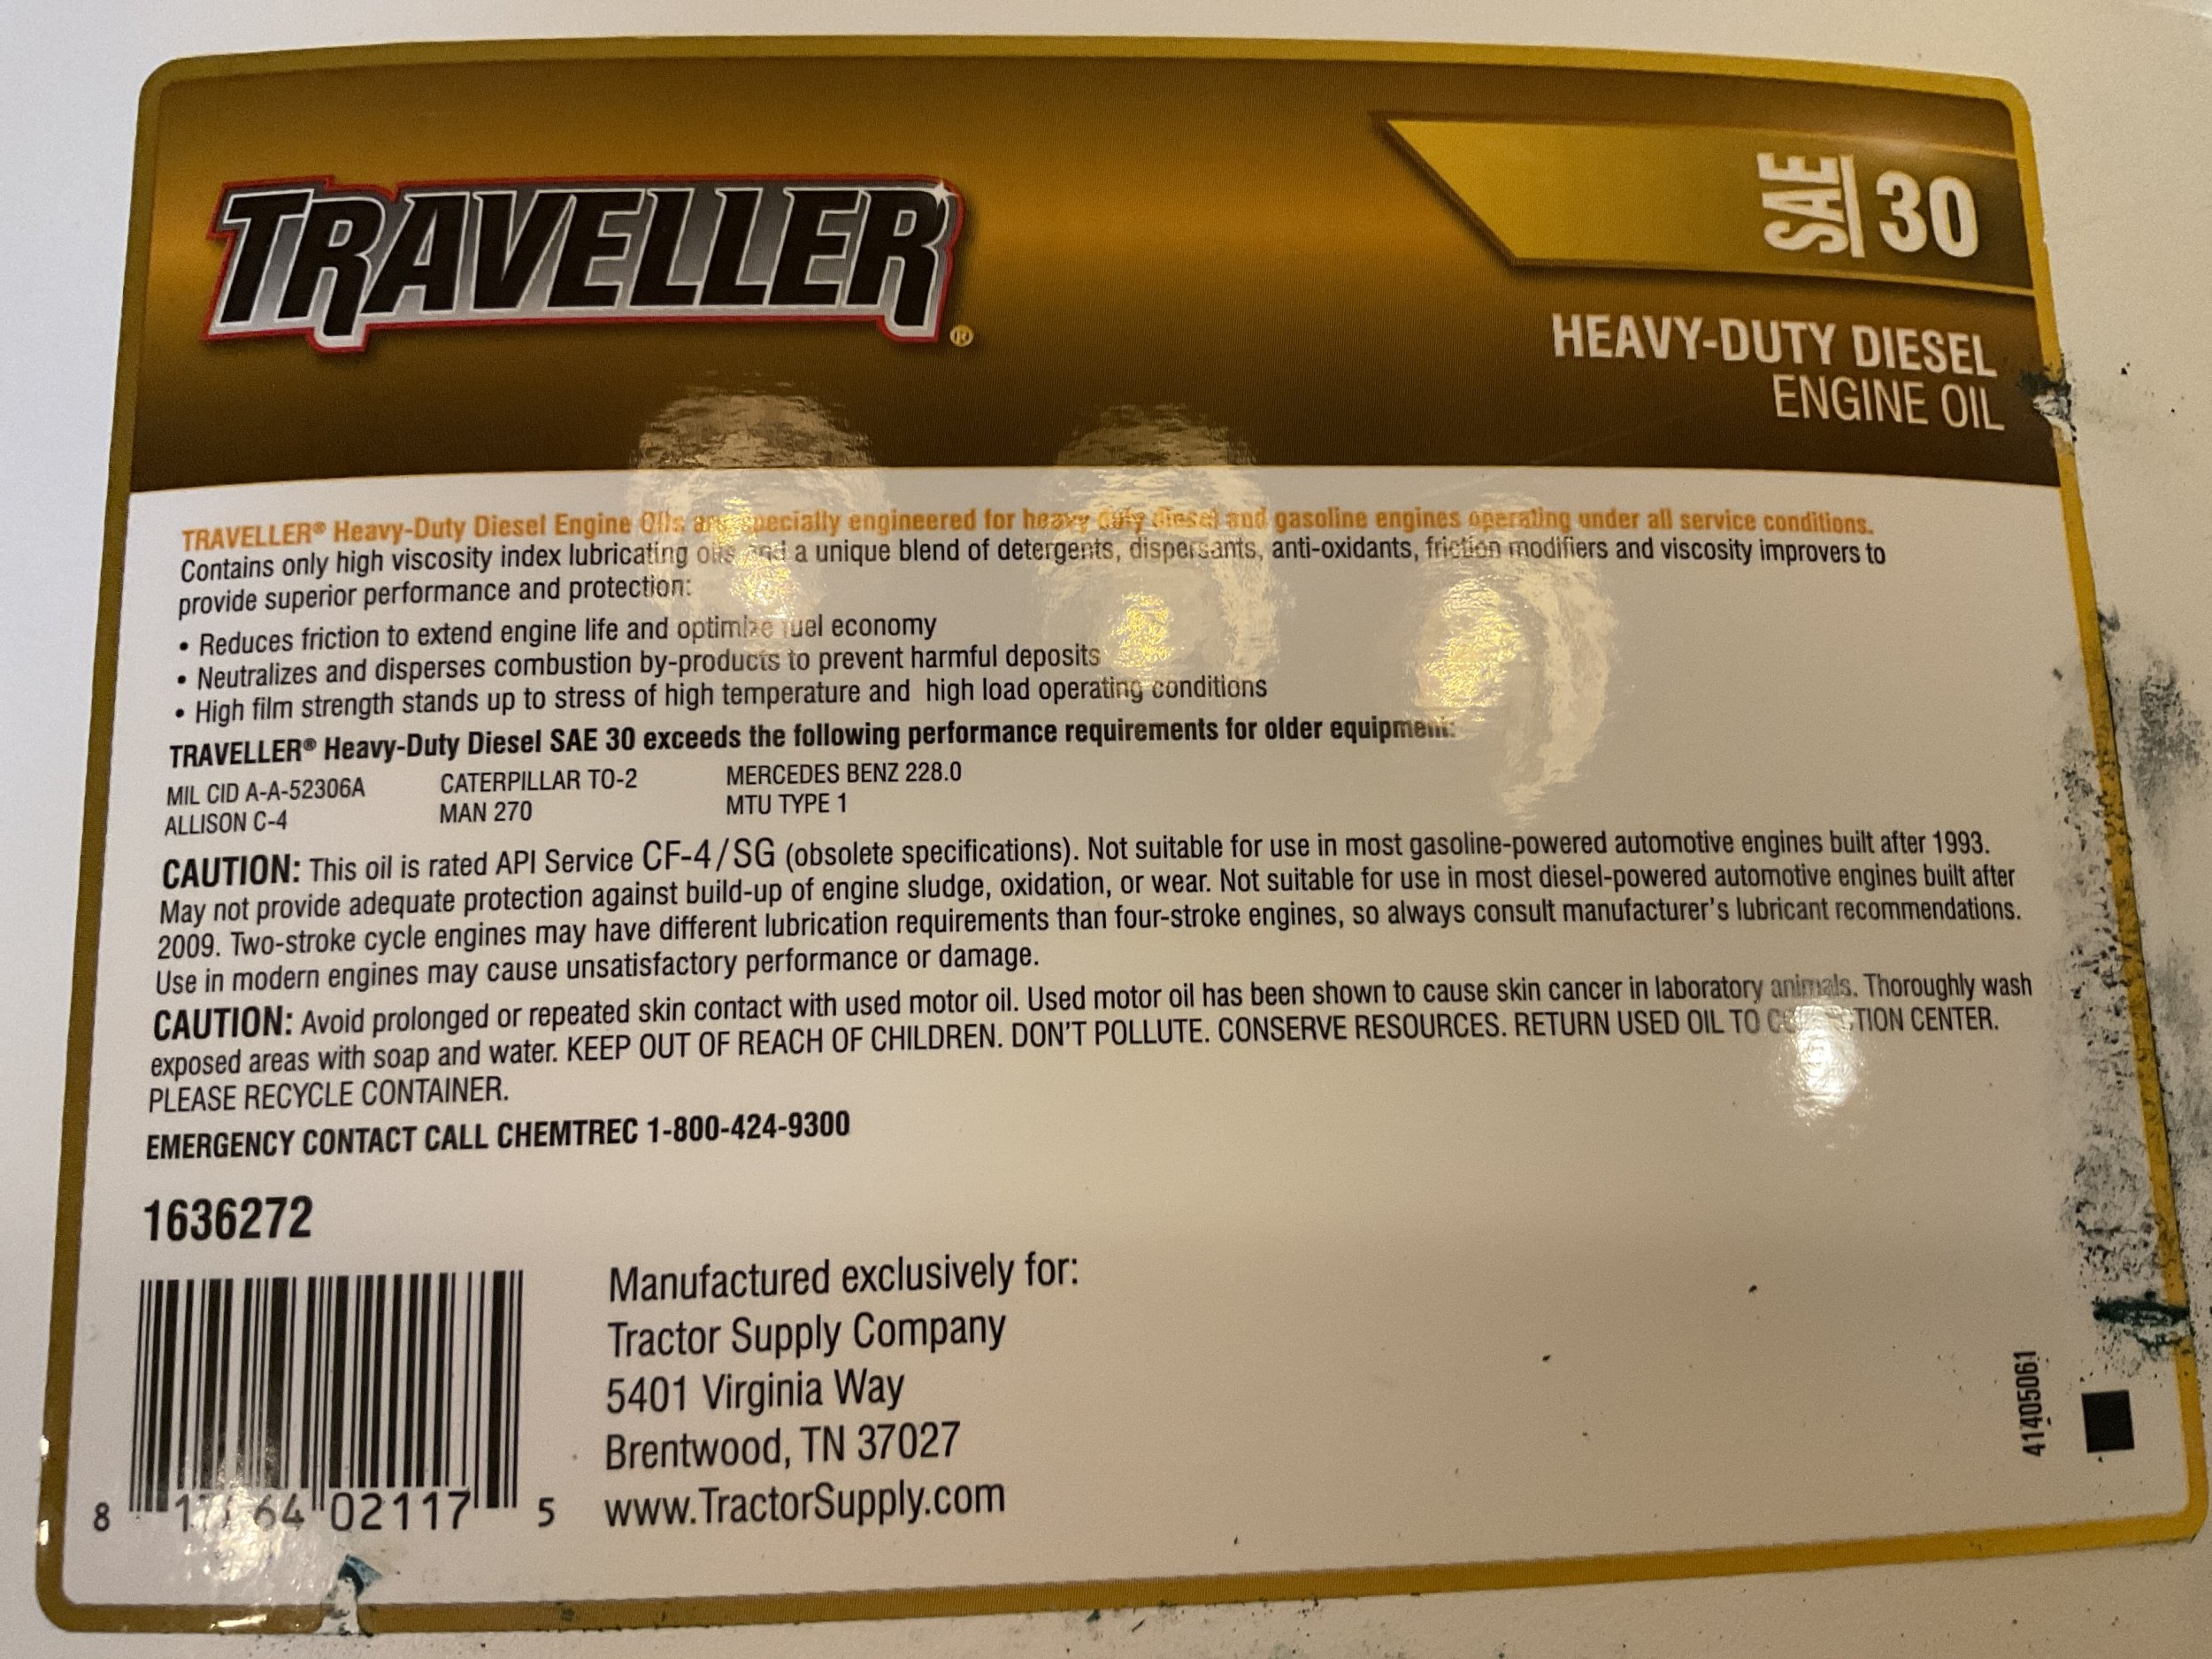 TRAVELLER®
SAE 30
HEAVY-DUTY DIESEL
ENGINE OIL
TRAVELLER® Heavy-Duty Diesel Engine Oils are specially engineered for heavy duty diesel and gasoline engines operating under all service conditions.
Contains only high viscosity index lubricating oils and a unique blend of detergents, dispersants, anti-oxidants, friction modifiers and viscosity improvers to
provide superior performance and protection:
• Reduces friction to extend engine life and optimize fuel economy
• Neutralizes and disperses combustion by-products to prevent harmful deposits
• High film strength stands up to stress of high temperature and high load operating conditions
TRAVELLER® Heavy-Duty Diesel SAE 30 exceeds the following performance requirements for older equipment:
MIL CID A-A-52306A CATERPILLAR TO-2 MERCEDES BENZ 228.0
ALLISON C-4 MAN 270 MTU TYPE 1
CAUTION: This oil is rated API Service CF-4/SG (obsolete specifications). Not suitable for use in most gasoline-powered automotive engines built after 1993.
May not provide adequate protection against build-up of engine sludge, oxidation, or wear. Not suitable for use in most diesel-powered automotive engines built after
2009. Two-stroke cycle engines may have different lubrication requirements than four-stroke engines, so always consult manufacturer's lubricant recommendations.
Use in modern engines may cause unsatisfactory performance or damage.
CAUTION: Avoid prolonged or repeated skin contact with used motor oil. Used motor oil has been shown to cause skin cancer in laboratory animals. Thoroughly wash
exposed areas with soap and water. KEEP OUT OF REACH OF CHILDREN. DON'T POLLUTE. CONSERVE RESOURCES. RETURN USED OIL TO COLLECTION CENTER.
PLEASE RECYCLE CONTAINER.
EMERGENCY CONTACT CALL CHEMTREC 1-800-424-9300
1636272
8 02117 5
Manufactured exclusively for:
Tractor Supply Company
5401 Virginia Way
Brentwood, TN 37027
www.TractorSupply.com
41405061